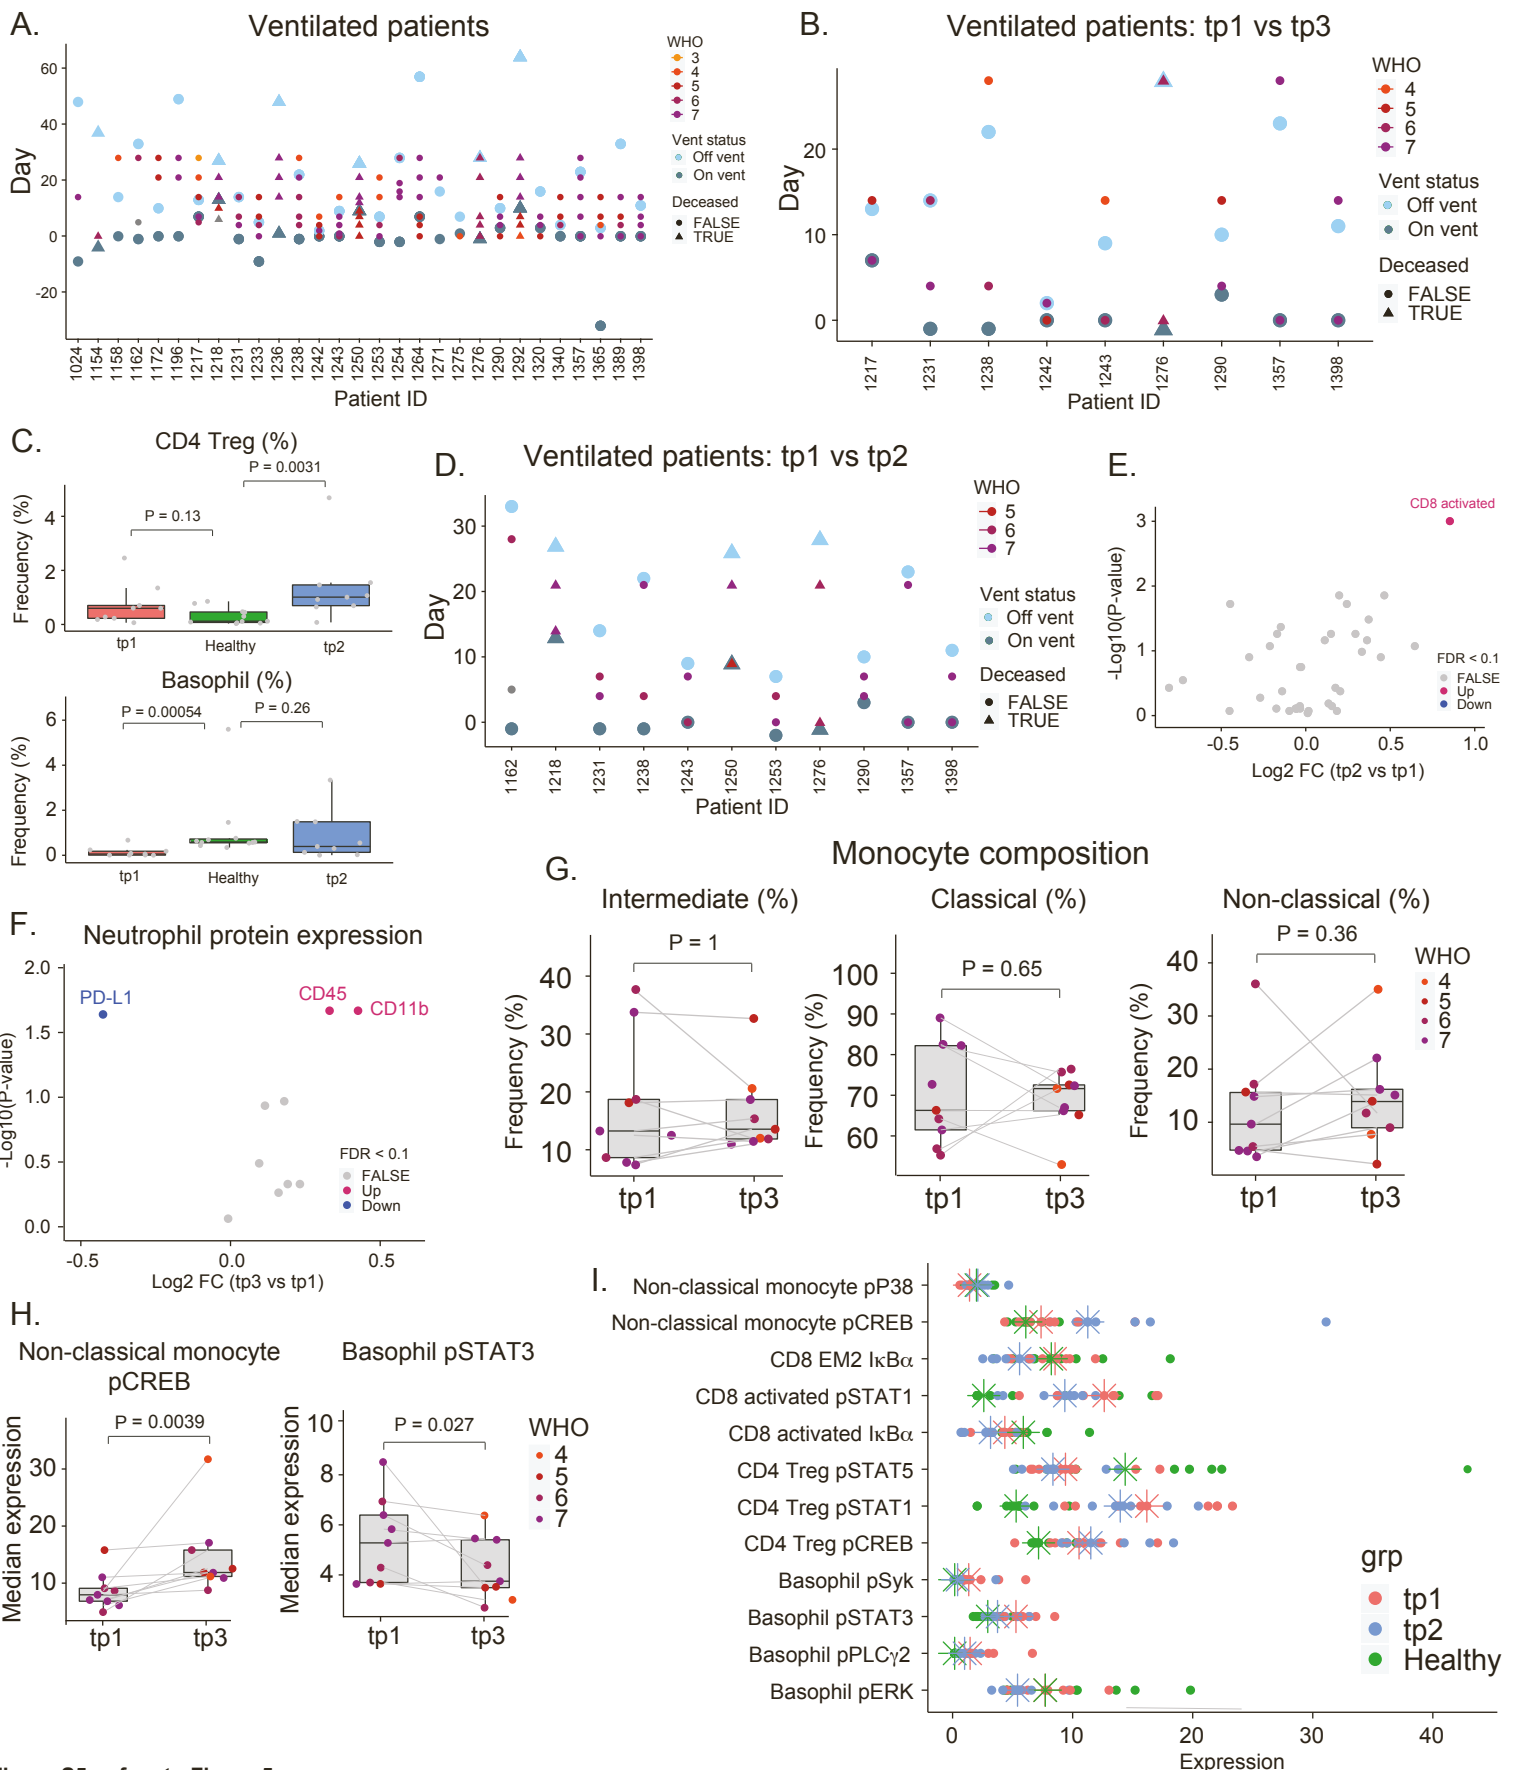 A.
Ventilated patients
Day
60
40
20
0
-20
1024
1154
1158
1162
1172
1196
1217
1218
1231
1233
1236
1238
1242
1243
1250
1253
1254
1264
1271
1275
1276
1290
1292
1320
1340
1357
1365
1389
1398
Patient ID
WHO
3
4
5
6
7
Vent status
Off vent
On vent
Deceased
FALSE
TRUE
B.
Ventilated patients: tp1 vs tp3
Day
20
10
0
1217
1231
1238
1242
1243
1276
1290
1357
1398
Patient ID
WHO
4
5
6
7
Vent status
Off vent
On vent
Deceased
FALSE
TRUE
C.
CD4 Treg (%)
P = 0.0031
P = 0.13
Frecuency (%)
4
2
0
tp1
Healthy
tp2
Basophil (%)
P = 0.00054
P = 0.26
Frequency (%)
6
4
2
0
tp1
Healthy
tp2
D.
Ventilated patients: tp1 vs tp2
Day
30
20
10
0
1162
1218
1231
1238
1243
1250
1253
1276
1290
1357
1398
Patient ID
WHO
5
6
7
Vent status
Off vent
On vent
Deceased
FALSE
TRUE
E.
CD8 activated
-Log10(P-value)
3
2
1
0
-0.5
0.0
0.5
1.0
Log2 FC (tp2 vs tp1)
FDR < 0.1
FALSE
Up
Down
F.
Neutrophil protein expression
-Log10(P-value)
2.0
1.5
1.0
0.5
0.0
PD-L1
CD45
CD11b
FDR < 0.1
FALSE
Up
Down
-0.5
0.0
0.5
Log2 FC (tp3 vs tp1)
G.
Monocyte composition
Intermediate (%)
P = 1
Frequency (%)
40
30
20
10
tp1
tp3
Classical (%)
P = 0.65
Frequency (%)
100
90
80
70
60
tp1
tp3
Non-classical (%)
P = 0.36
Frequency (%)
40
30
20
10
tp1
tp3
WHO
4
5
6
7
H.
Non-classical monocyte
pCREB
P = 0.0039
Median expression
30
20
10
tp1
tp3
Basophil pSTAT3
P = 0.027
Median expression
10
8
6
4
tp1
tp3
WHO
4
5
6
7
I.
Non-classical monocyte pP38
Non-classical monocyte pCREB
CD8 EM2 IκBα
CD8 activated pSTAT1
CD8 activated IκBα
CD4 Treg pSTAT5
CD4 Treg pSTAT1
CD4 Treg pCREB
Basophil pSyk
Basophil pSTAT3
Basophil pPLCγ2
Basophil pERK
0
10
20
30
40
Expression
grp
tp1
tp2
Healthy